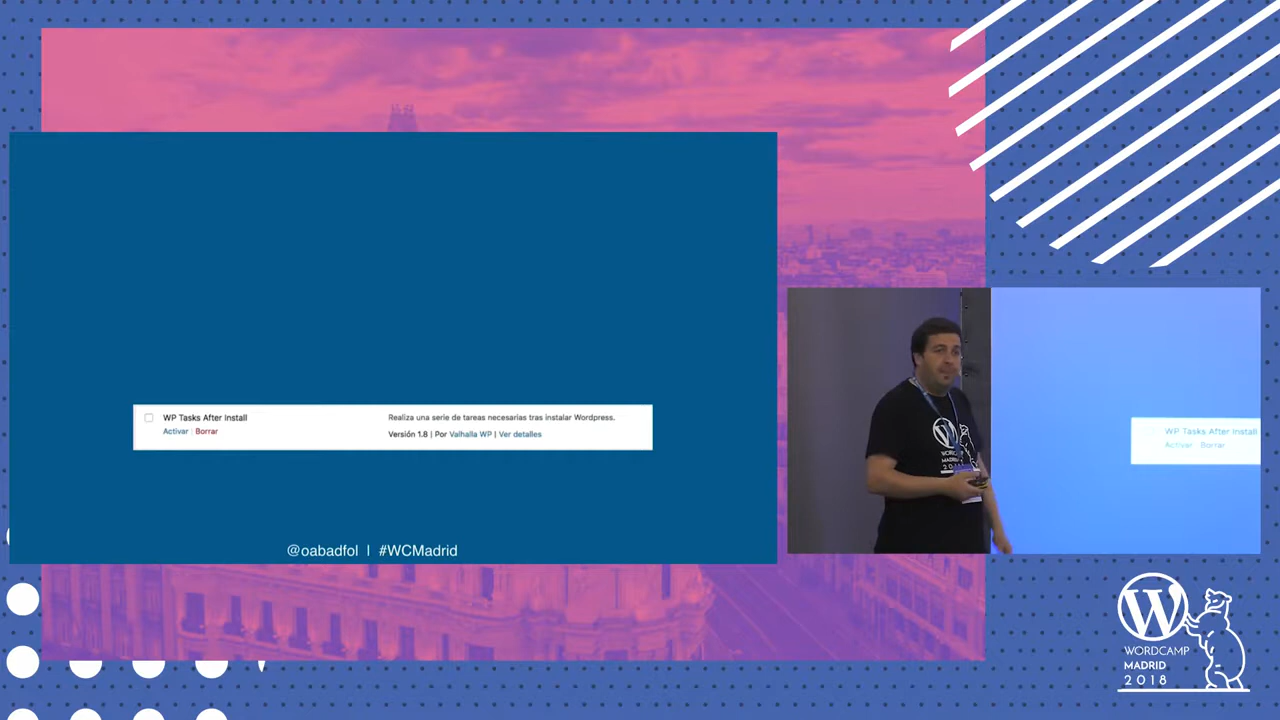 WP Tasks After Install
Activar | Borrar
Realiza una serie de tareas necesarias tras instalar Wordpress.
Versión 1.8 | Por Valhalla WP | Ver detalles
@oabadfol | #WCMadrid
WP Tasks After Install
Activar Borrar
WORDCAMP
MADRID
2018